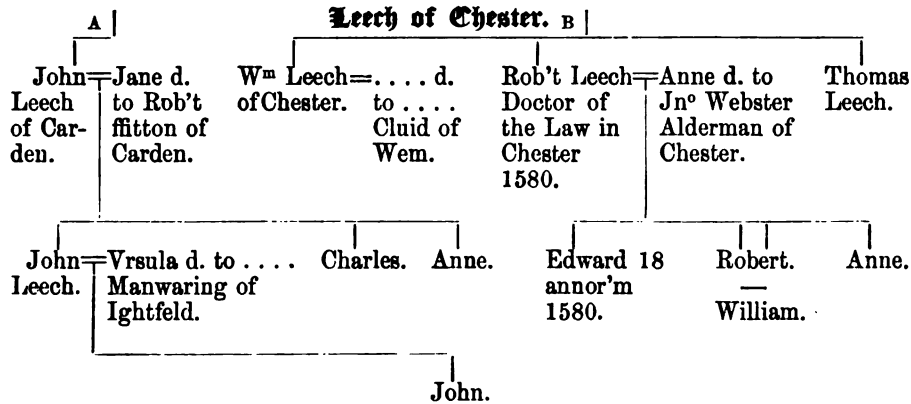 A Leech of Chester. B
John=Jane d.
Leech to Rob't
of Car- ffitton of
den. Carden.
Wᵐ Leech=.... d.
of Chester. to ....
Cluid of
Wem.
Rob't Leech=Anne d. to
Doctor of Jnᵒ Webster
the Law in Alderman of
Chester Chester.
1580.
Thomas
Leech.
John=Vrsula d. to ....
Leech. Manwaring of
Ightfeld.
Charles. Anne.
Edward 18
annor'm
1580.
Robert.
—
William.
Anne.
John.